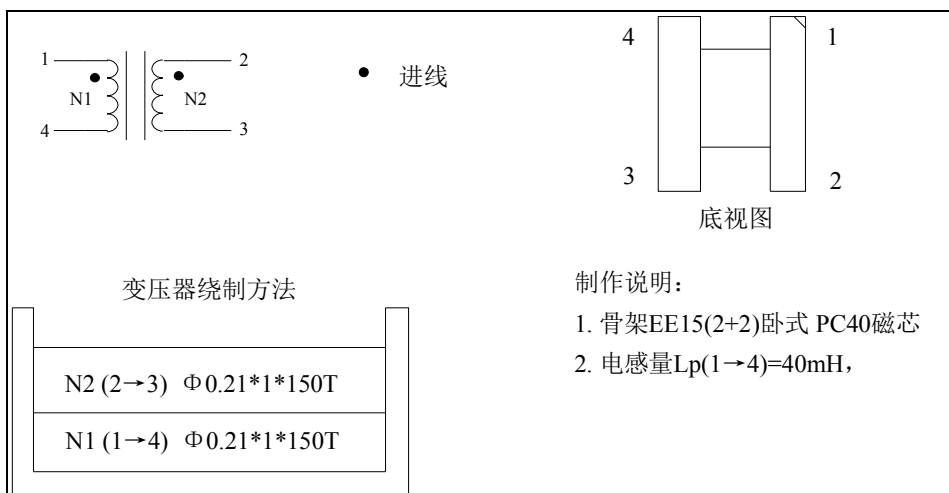 1
2
N1
N2
4
3
进线
4
1
3
2
底视图
变压器绕制方法
N2 (2→3) Φ0.21*1*150T
N1 (1→4) Φ0.21*1*150T
制作说明：
1. 骨架EE15(2+2)卧式 PC40磁芯
2. 电感量Lp(1→4)=40mH，